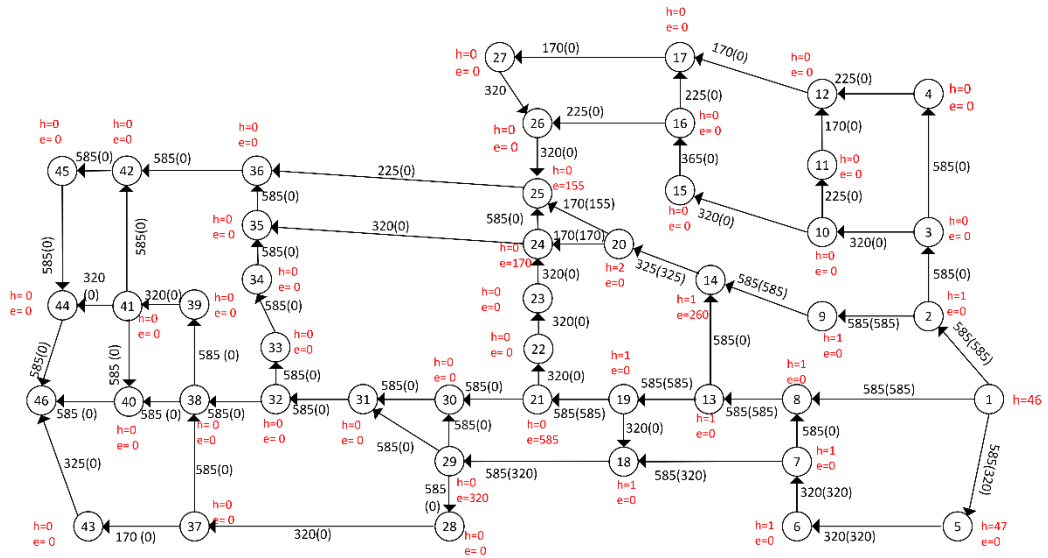 h=0
e= 0
17
h=0
e= 0
27
170(0)
170(0)
h=0
e= 0
12
225(0)
4
h=0
e= 0
320
225(0)
h=0
e= 0
26
225(0)
16
h=0
e= 0
170(0)
h=0
e= 0
45
585(0)
h=0
e= 0
42
585(0)
h=0
e= 0
36
225(0)
320(0)
365(0)
11
h=0
e= 0
585(0)
h=0
e=155
25
15
h=0
e= 0
225(0)
170(155)
585(0)
h=0
e= 0
35
320(0)
585(0)
170(170)
24
20
320(0)
10
320(0)
3
h=0
e= 0
h=0
e= 0
585(0)
585(0)
585(0)
h=0
e=170
h=2
e=0
325(325)
14
h=1
e=260
585(585)
585(0)
34
h=0
e= 0
320(0)
h=0
e= 0
44
320
(0)
41
320(0)
39
h=0
e= 0
h=0
e= 0
585(0)
h=0
e= 0
23
9
585(585)
2
h=1
e=0
h=1
e=0
320(0)
33
h=0
e= 0
h=0
e= 0
22
585(0)
585(585)
585(0)
585 (0)
585 (0)
585(0)
320(0)
h=1
e=0
h=1
e=0
46
585 (0)
40
585 (0)
38
585(0)
32
585(0)
31
585(0)
30
585(0)
21
585(585)
19
585(585)
13
585(585)
8
585(585)
1
h=46
h=0
e= 0
h=0
e= 0
h=0
e= 0
h=0
e= 0
h=0
e= 0
h=0
e=585
h=1
e=0
585(0)
585(0)
320(0)
585(0)
585(320)
29
585(320)
18
585(320)
7
h=1
e=0
585(0)
h=0
e=320
h=1
e=0
585
(0)
320(320)
325(0)
h=0
e= 0
43
170 (0)
37
h=0
e= 0
320(0)
28
h=0
e= 0
h=1
e=0
6
320(320)
5
h=47
e=0